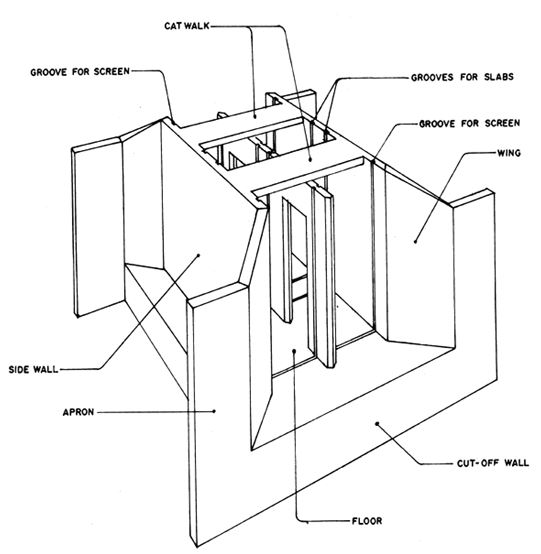 CAT WALK
GROOVE FOR SCREEN
GROOVES FOR SLABS
GROOVE FOR SCREEN
WING
SIDE WALL
APRON
CUT-OFF WALL
FLOOR